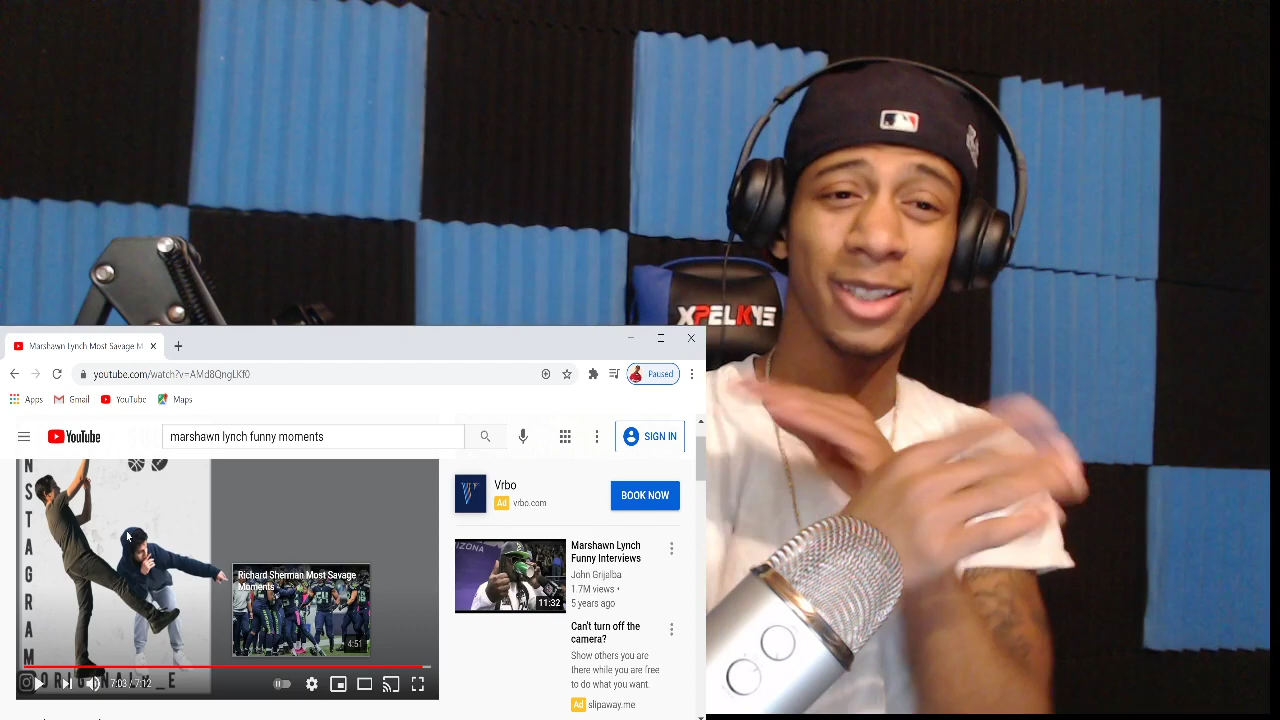 XPELKYS
Marshawn Lynch Most Savage M
youtube.com/watch?v=AMd8QngLKf0
Paused
Apps
Gmail
YouTube
Maps
YouTube
marshawn lynch funny moments
SIGN IN
Vrbo
Ad vrbo.com
BOOK NOW
INSTAGRAM
Richard Sherman Most Savage
Moments
4:51
7:03 / 7:12
Marshawn Lynch
Funny Interviews
John Grijalba
1.7M views •
5 years ago
11:32
Can't turn off the
camera?
Show others you are
there while you are free
to do what you want.
Ad slipaway.me